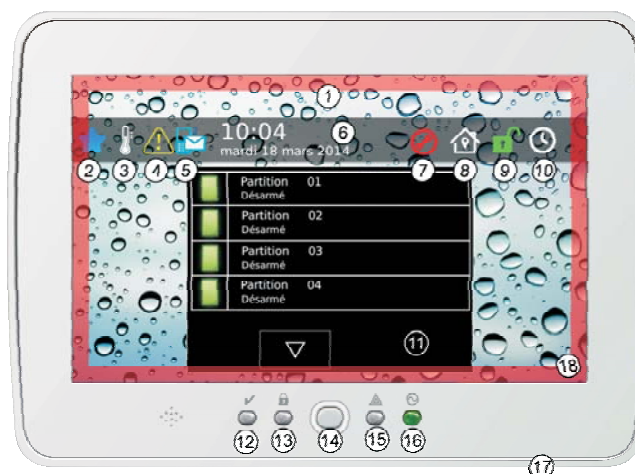 1
10:04
mardi 18 mars 2014
6
2
3
4
5
7
8
9
10
Partition 01
Désarmé
Partition 02
Désarmé
Partition 03
Désarmé
Partition 04
Désarmé
11
18
12
13
14
15
16
17